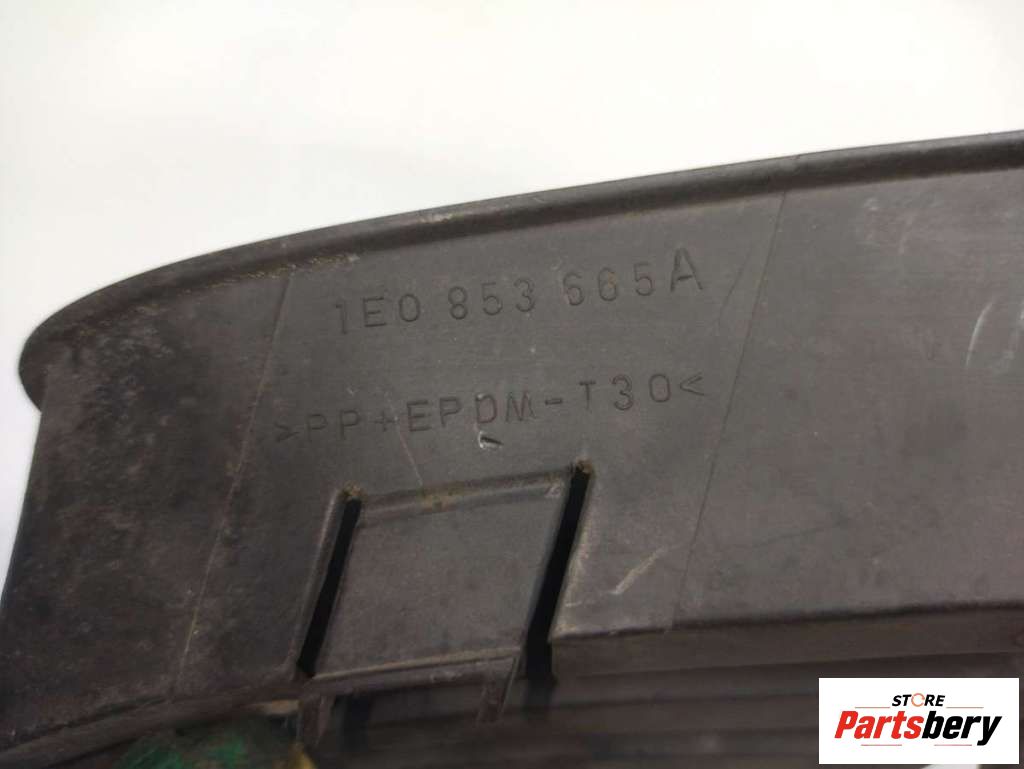 1E0 853 665A
>PP+EPDM-T30<
STORE
Partsbery